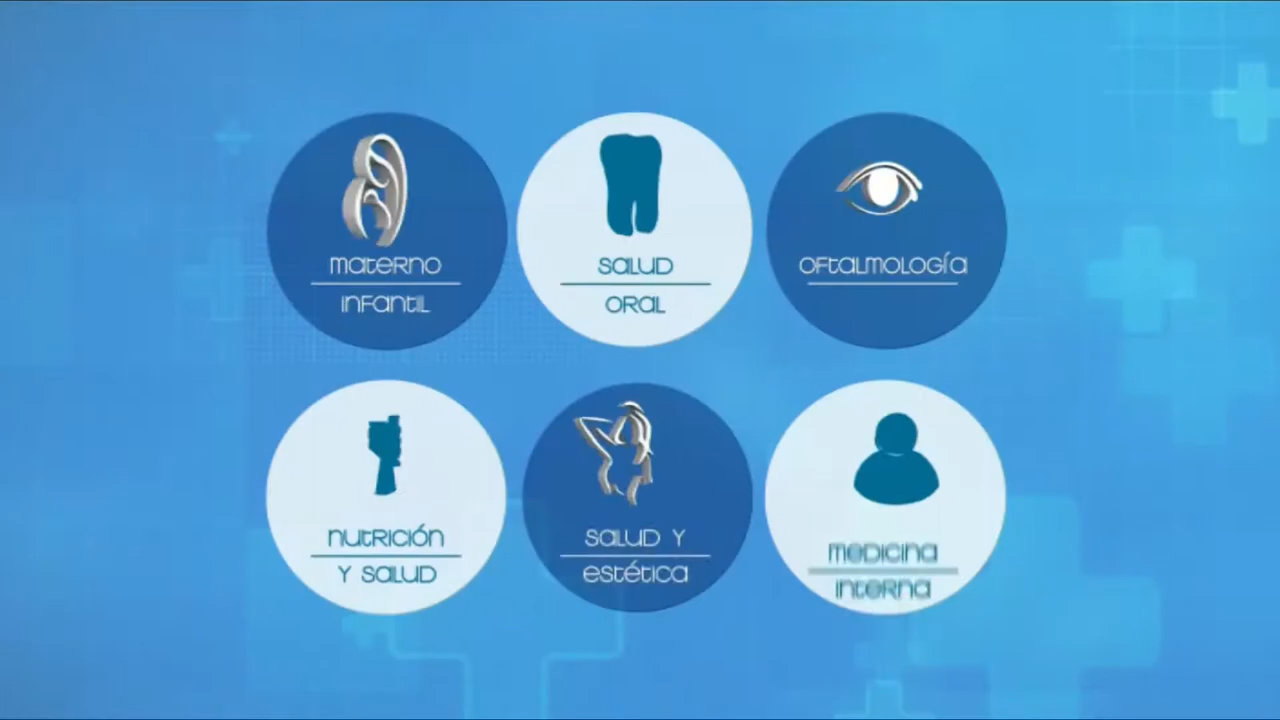 materno
infantil
salud
oral
oftalmología
nutrición
y salud
salud y
estética
medicina
interna